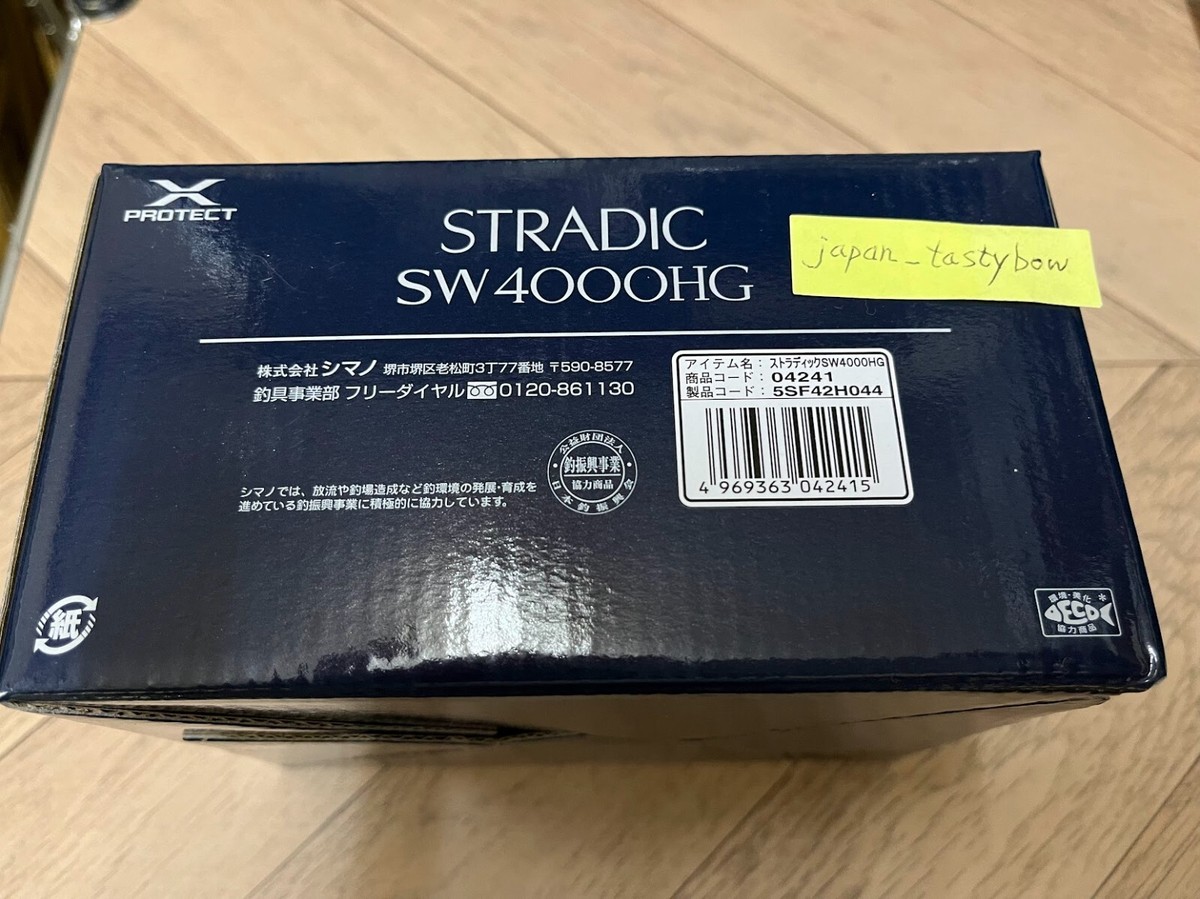 X
PROTECT
STRADIC
SW4000HG
japan_tastybow
株式会社シマノ 堺市堺区老松町3丁77番地 〒590-8577
釣具事業部 フリーダイヤル 0120-861130
アイテム名: ストラディックSW4000HG
商品コード: 04241
製品コード: 5SF42H044
4 969363 042415
公益財団法人
釣振興事業
協力商品
日本釣振興会
シマノでは、放流や釣場造成など釣環境の発展・育成を
進めている釣振興事業に積極的に協力しています。
紙
環境・美化
AECO
協力商品